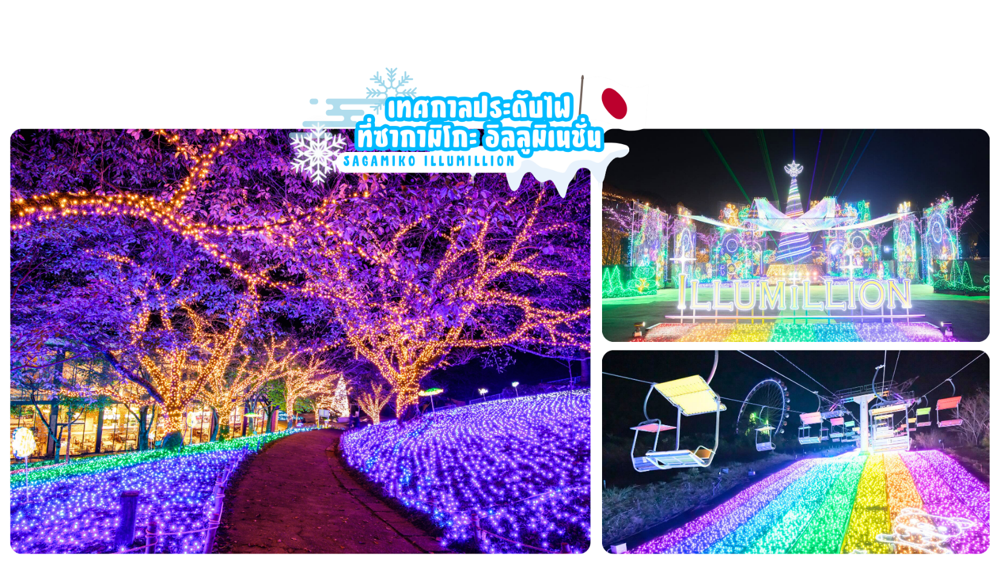 เทศกาลประดับไฟ
ที่ซากามิโกะ อิลลูมิเนชั่น
SAGAMIKO ILLUMILLION
ILLUMILLION